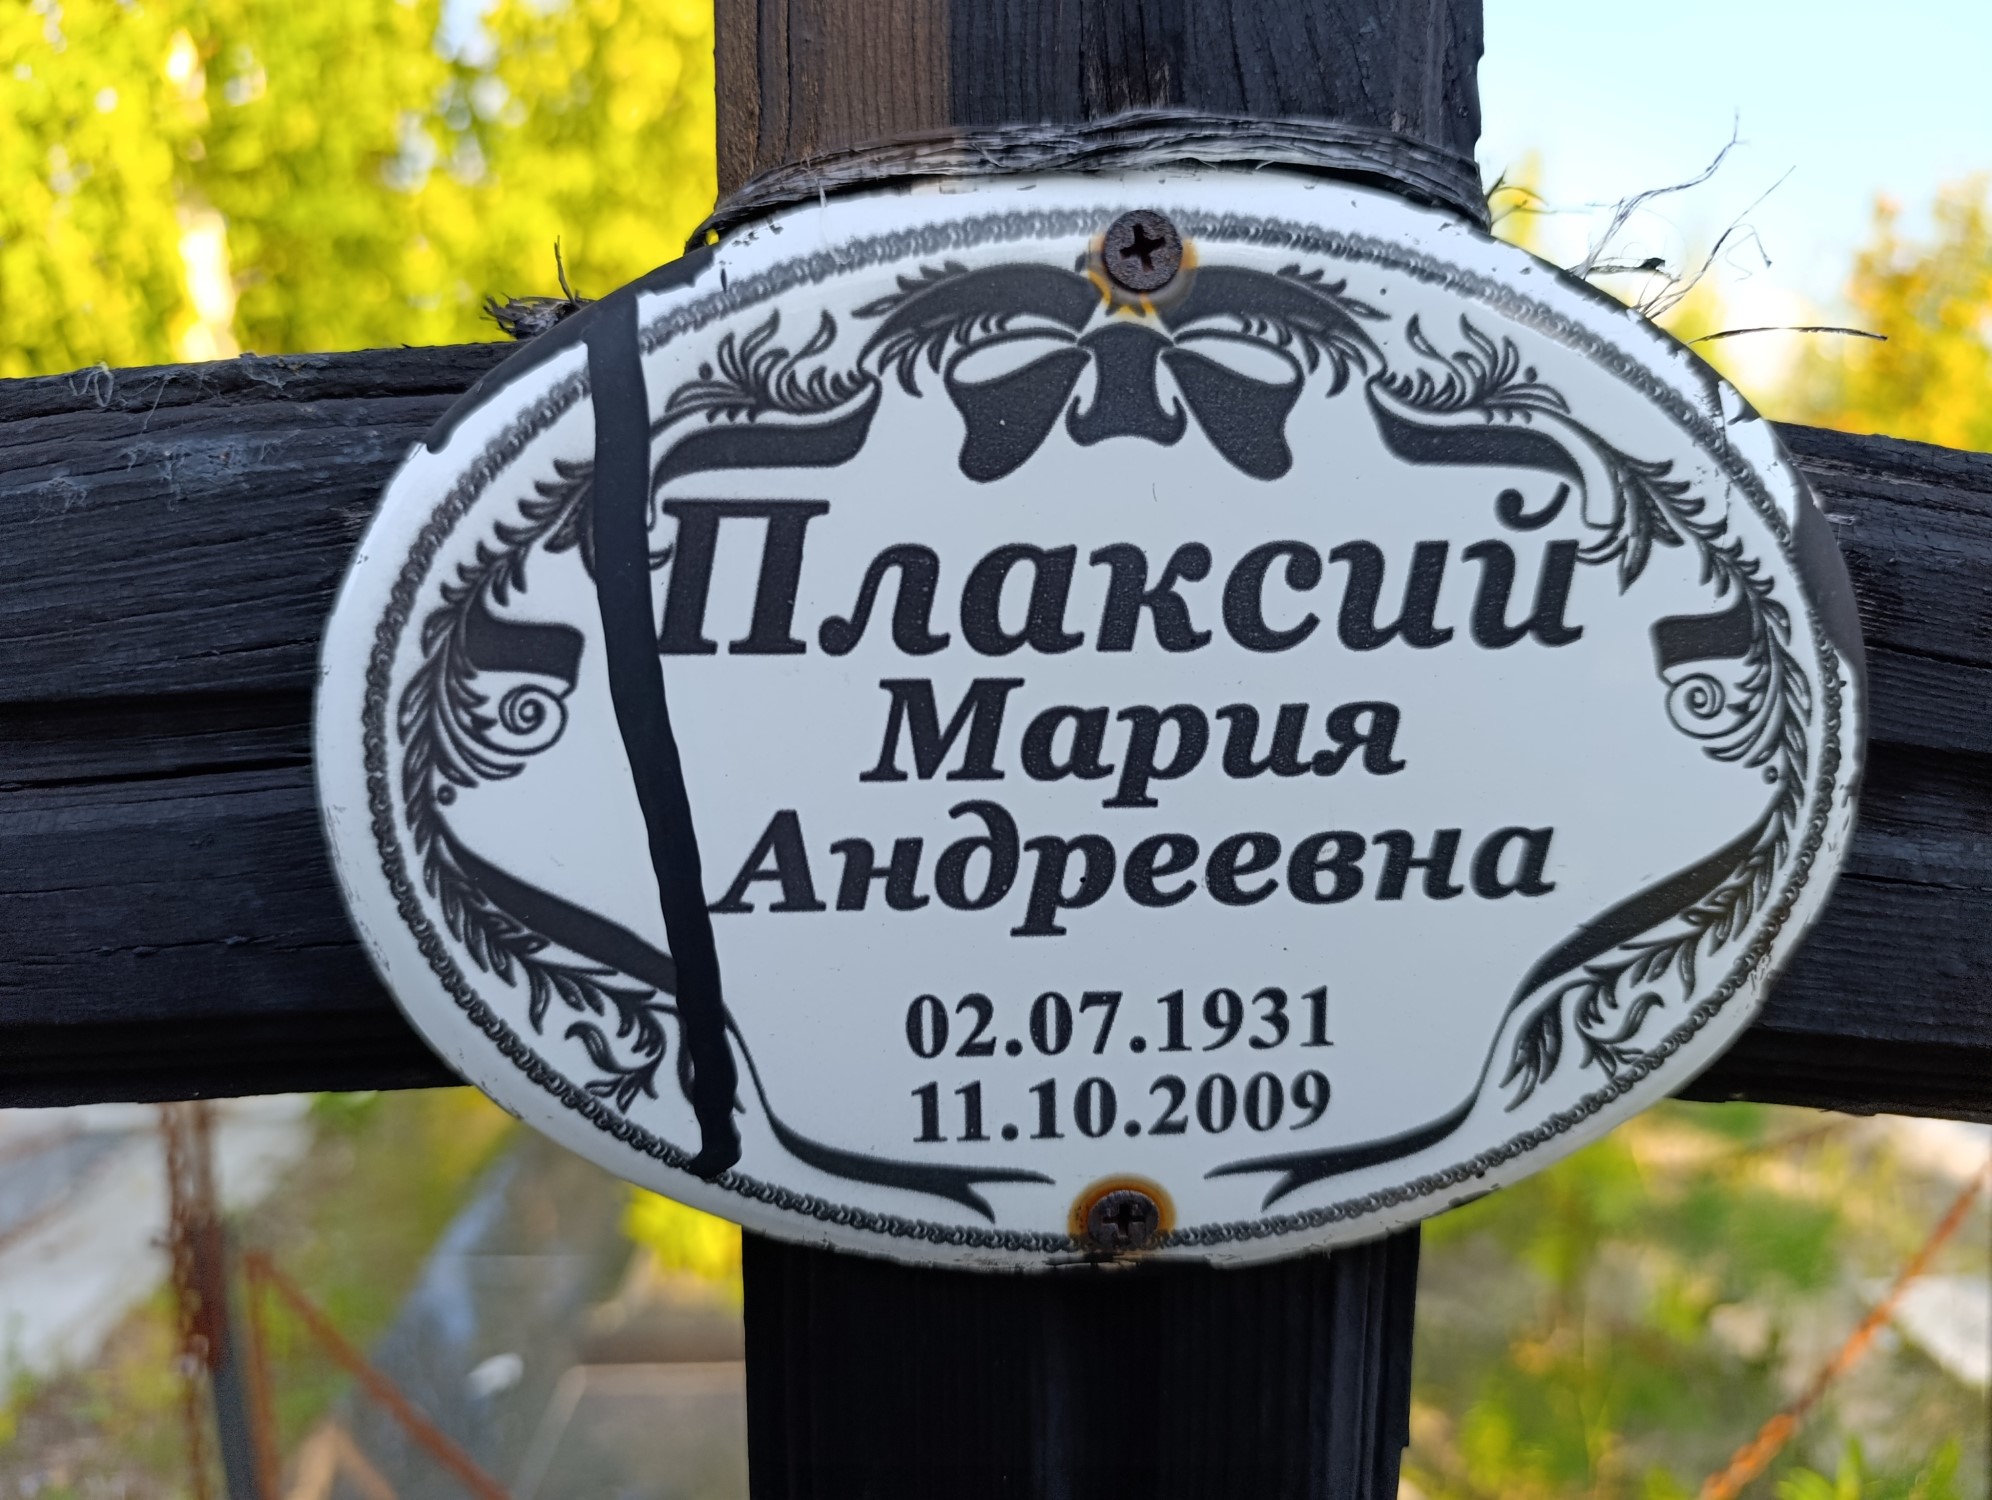 Плаксий
Мария
Андреевна
02.07.1931
11.10.2009